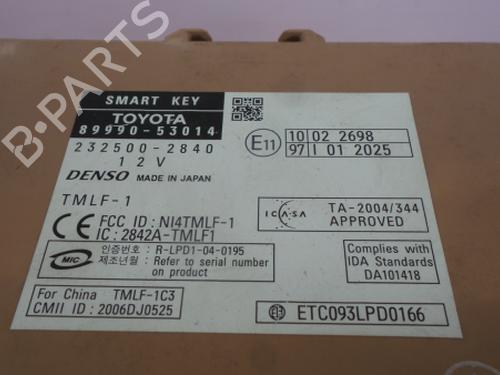 SMART KEY
TOYOTA
89990-53014
232500-2840
12V
DENSO MADE IN JAPAN
E11
10 02 2698
97 I 01 2025
TMLF-1
CE FCC ID : NI4TMLF-1
IC : 2842A-TMLF1
ICASA
TA-2004/344
APPROVED
MIC
인증번호 : R-LPD1-04-0195
제조년월 : Refer to serial number
on product
Complies with
IDA Standards
DA101418
For China TMLF-1C3
CMII ID : 2006DJ0525
ETC093LPD0166
B-PARTS